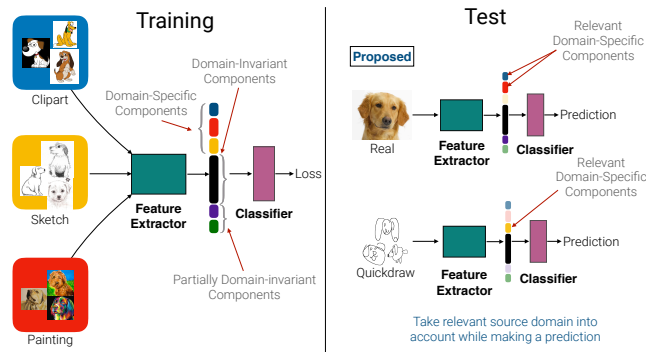 Training
Clipart
Domain-Specific
Components
Domain-Invariant
Components
Sketch
Feature
Extractor
Classifier
Loss
Partially Domain-invariant
Components
Painting
Test
Proposed
Relevant
Domain-Specific
Components
Real
Feature
Extractor
Classifier
Prediction
Relevant
Domain-Specific
Components
Quickdraw
Feature
Extractor
Classifier
Prediction
Take relevant source domain into
account while making a prediction